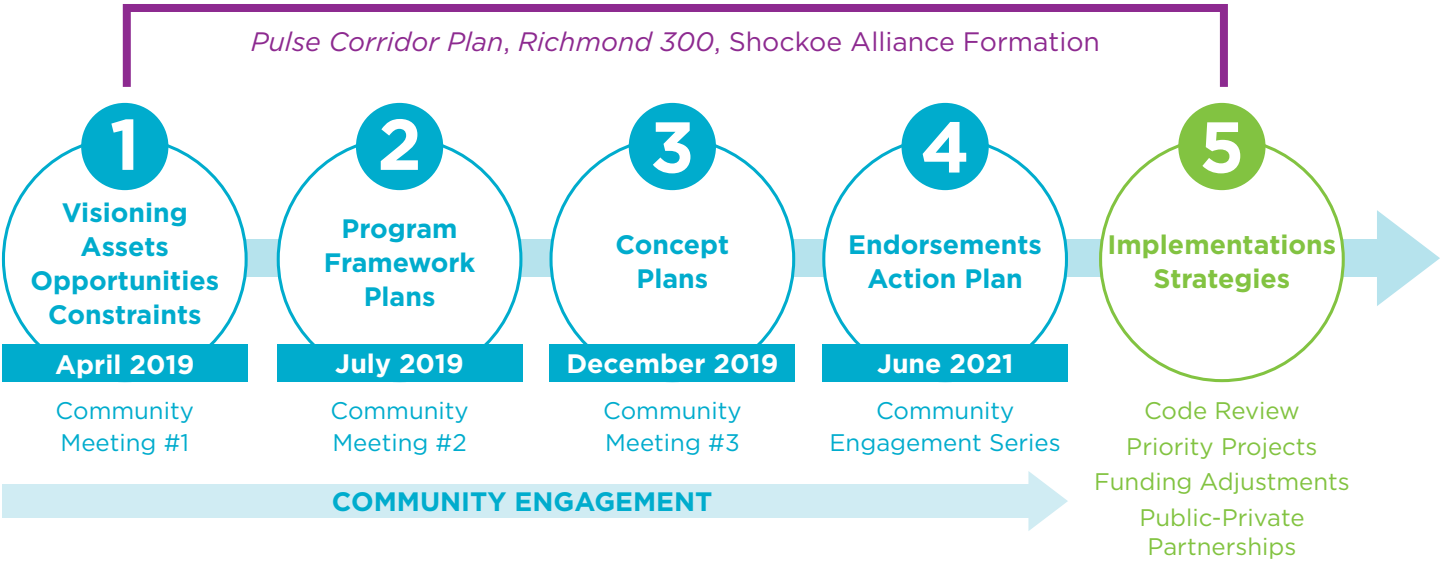 Pulse Corridor Plan, Richmond 300, Shockoe Alliance Formation
1
Visioning
Assets
Opportunities
Constraints
April 2019
Community
Meeting #1
2
Program
Framework
Plans
July 2019
Community
Meeting #2
3
Concept
Plans
December 2019
Community
Meeting #3
4
Endorsements
Action Plan
June 2021
Community
Engagement Series
5
Implementations
Strategies
Code Review
Priority Projects
Funding Adjustments
Public-Private
Partnerships
COMMUNITY ENGAGEMENT